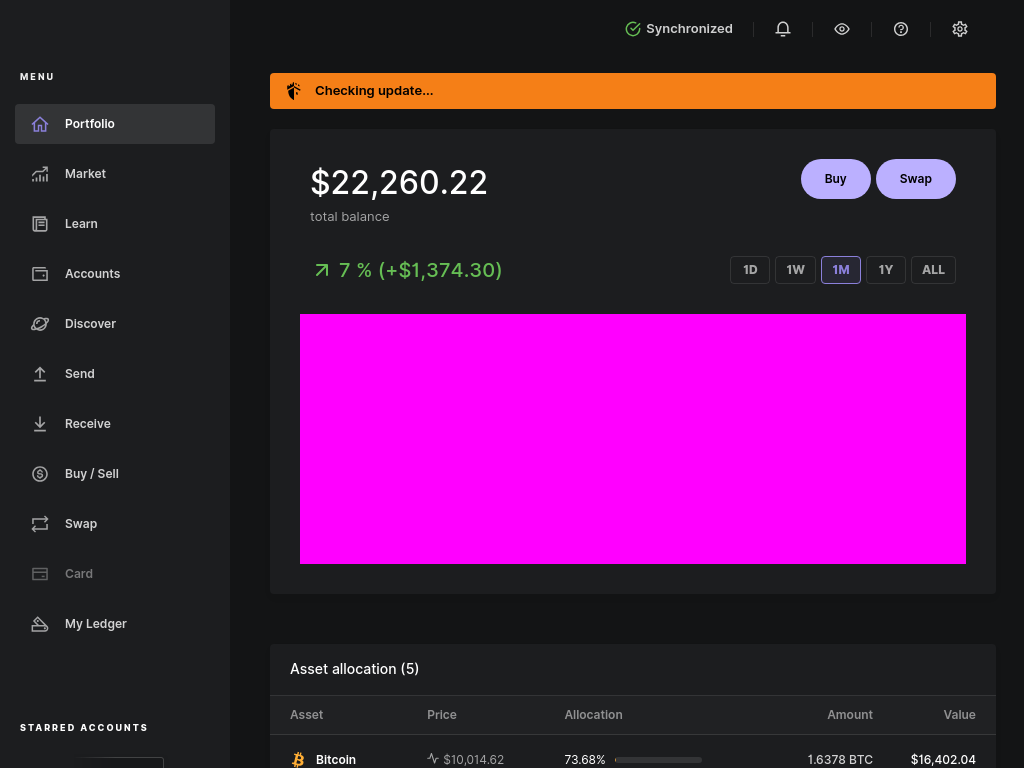 Synchronized
MENU
Portfolio
Market
Learn
Accounts
Discover
Send
Receive
Buy / Sell
Swap
Card
My Ledger
STARRED ACCOUNTS
Checking update...
$22,260.22
total balance
Buy
Swap
7 % (+$1,374.30)
1D
1W
1M
1Y
ALL
Asset allocation (5)
Asset Price Allocation Amount Value
Bitcoin $10,014.62 73.68% 1.6378 BTC $16,402.04